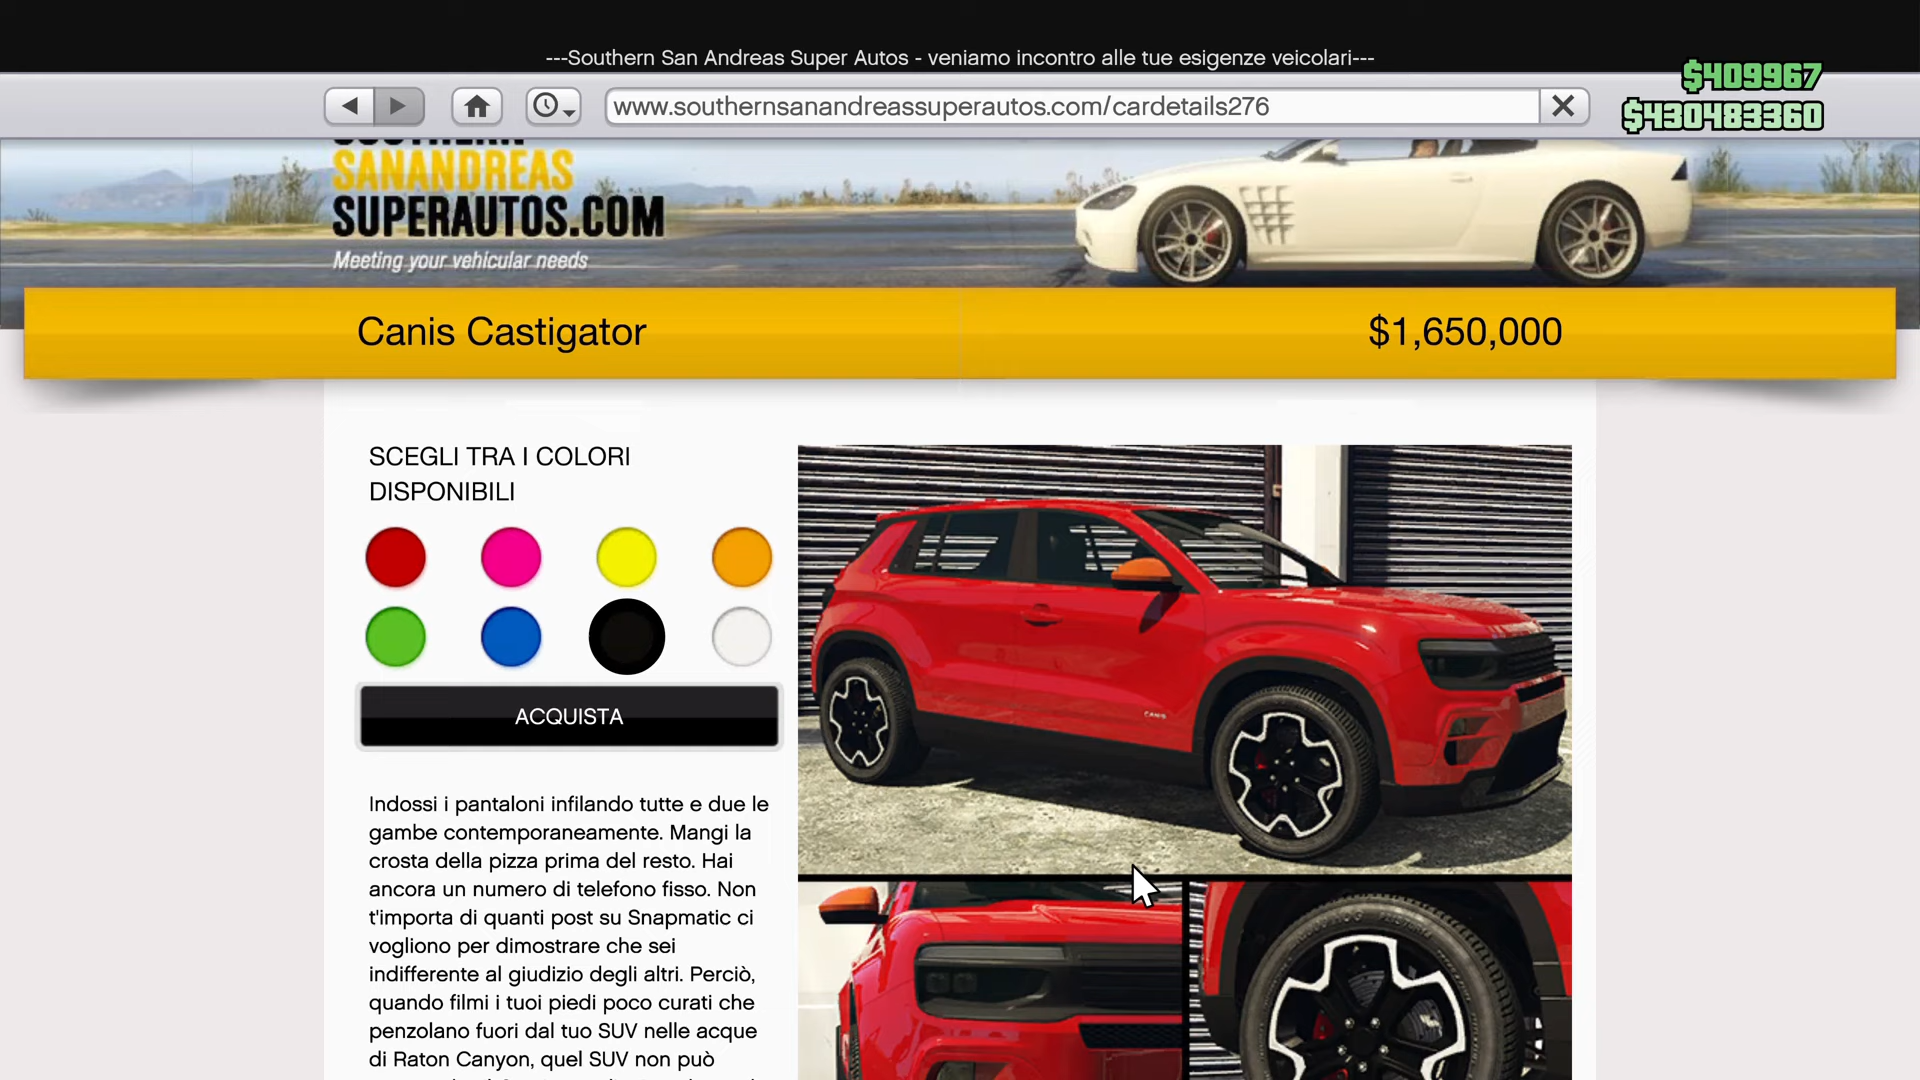 ---Southern San Andreas Super Autos - veniamo incontro alle tue esigenze veicolari---
$409967
www.southernsanandreassuperautos.com/cardetails276
$430483360
SOUTHERN
SANANDREAS
SUPERAUTOS.COM
Meeting your vehicular needs
Canis Castigator
$1,650,000
SCEGLI TRA I COLORI
DISPONIBILI
ACQUISTA
CANIS
Indossi i pantaloni infilando tutte e due le
gambe contemporaneamente. Mangi la
crosta della pizza prima del resto. Hai
ancora un numero di telefono fisso. Non
t'importa di quanti post su Snapmatic ci
vogliono per dimostrare che sei
indifferente al giudizio degli altri. Perciò,
quando filmi i tuoi piedi poco curati che
penzolano fuori dal tuo SUV nelle acque
di Raton Canyon, quel SUV non può